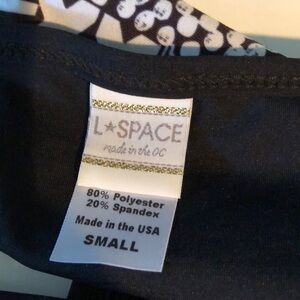 L★SPACE
made in the OC
80% Polyester
20% Spandex
Made in the USA
SMALL